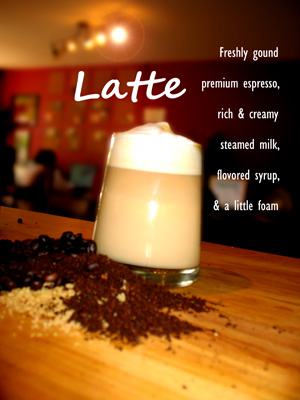 Freshly gound
Latte
premium espresso,
rich & creamy
steamed milk,
flovored syrup,
& a little foam